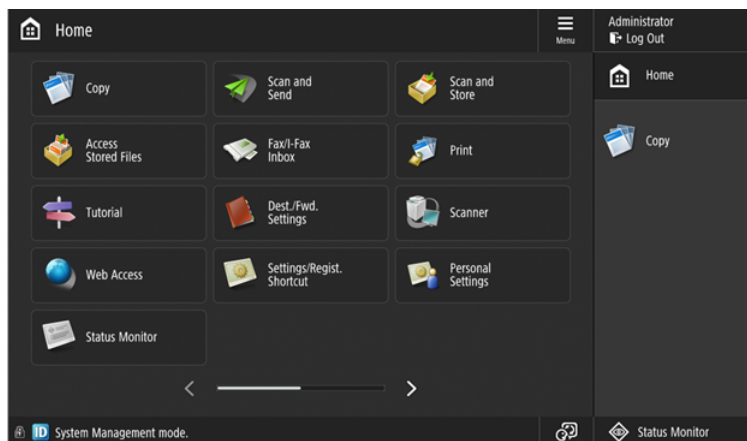 Home
Menu
Administrator
Log Out
Copy
Scan and
Send
Scan and
Store
Home
Access
Stored Files
Fax/I-Fax
Inbox
Print
Copy
Tutorial
Dest./Fwd.
Settings
Scanner
Web Access
Settings/Regist.
Shortcut
Personal
Settings
Status Monitor
ID System Management mode.
Status Monitor